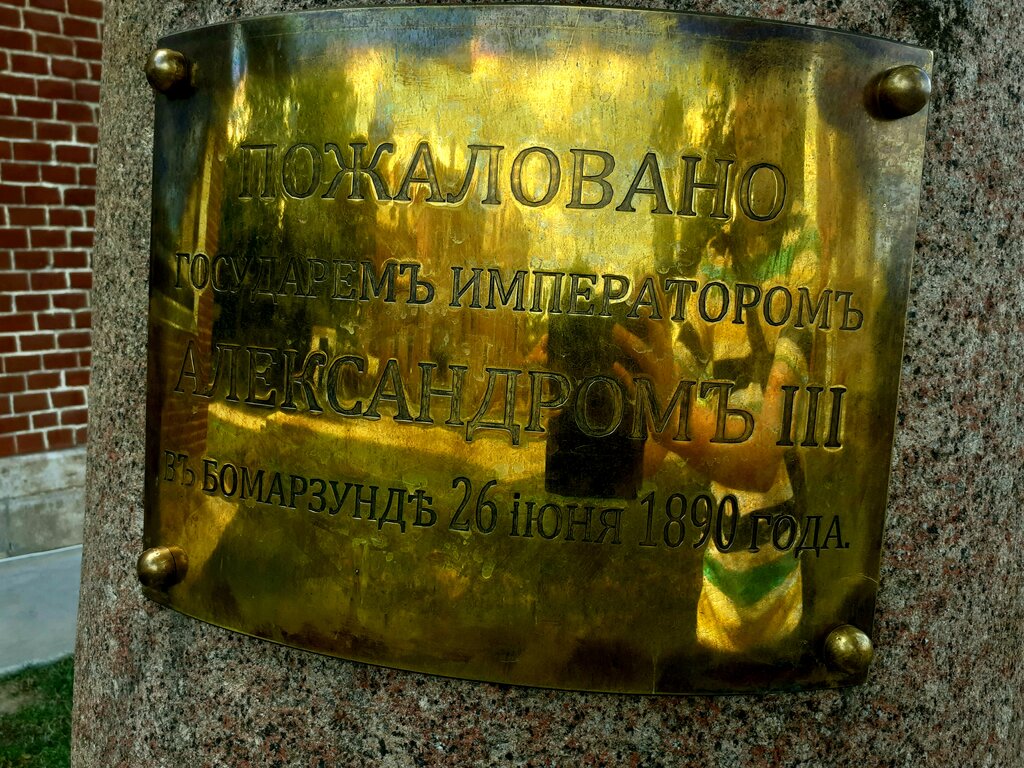 ПОЖАЛОВАНО
ГОСУДАРЕМЪ ИМПЕРАТОРОМЪ
АЛЕКСАНДРОМЪ III
ВЪ БОМАРЗУНДѢ 26 ІЮНЯ 1890 ГОДА.